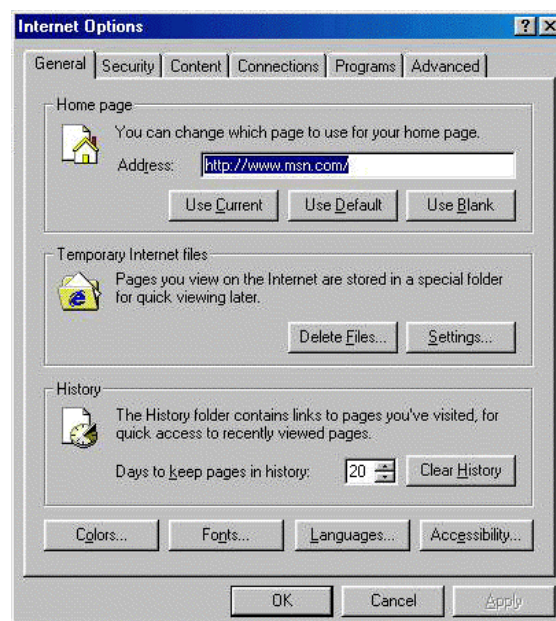 Internet Options ? X
General Security Content Connections Programs Advanced
Home page
You can change which page to use for your home page.
Address: http://www.msn.com/
Use Current Use Default Use Blank
Temporary Internet files
Pages you view on the Internet are stored in a special folder
for quick viewing later.
Delete Files... Settings...
History
The History folder contains links to pages you've visited, for
quick access to recently viewed pages.
Days to keep pages in history: 20 Clear History
Colors... Fonts... Languages... Accessibility...
OK Cancel Apply